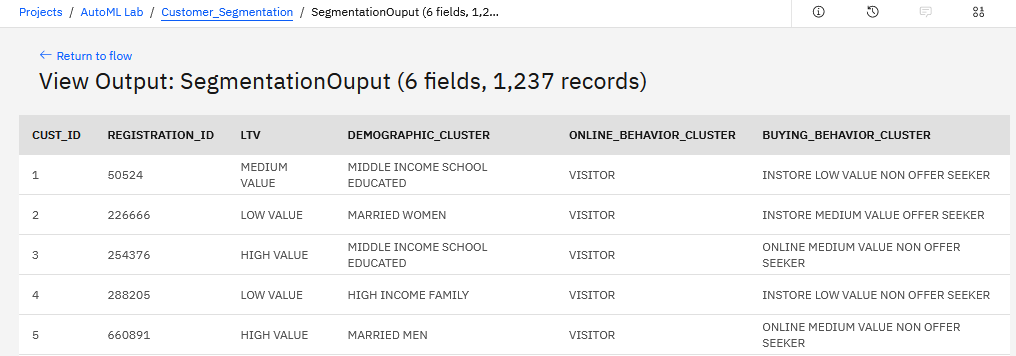 Projects / AutoML Lab / Customer_Segmentation / SegmentationOuput (6 fields, 1,2...
Return to flow
View Output: SegmentationOuput (6 fields, 1,237 records)
CUST_ID REGISTRATION_ID LTV DEMOGRAPHIC_CLUSTER ONLINE_BEHAVIOR_CLUSTER BUYING_BEHAVIOR_CLUSTER
1 50524 MEDIUM VALUE MIDDLE INCOME SCHOOL EDUCATED VISITOR INSTORE LOW VALUE NON OFFER SEEKER
2 226666 LOW VALUE MARRIED WOMEN VISITOR INSTORE MEDIUM VALUE OFFER SEEKER
3 254376 HIGH VALUE MIDDLE INCOME SCHOOL EDUCATED VISITOR ONLINE MEDIUM VALUE NON OFFER SEEKER
4 288205 LOW VALUE HIGH INCOME FAMILY VISITOR INSTORE LOW VALUE NON OFFER SEEKER
5 660891 HIGH VALUE MARRIED MEN VISITOR ONLINE MEDIUM VALUE NON OFFER SEEKER